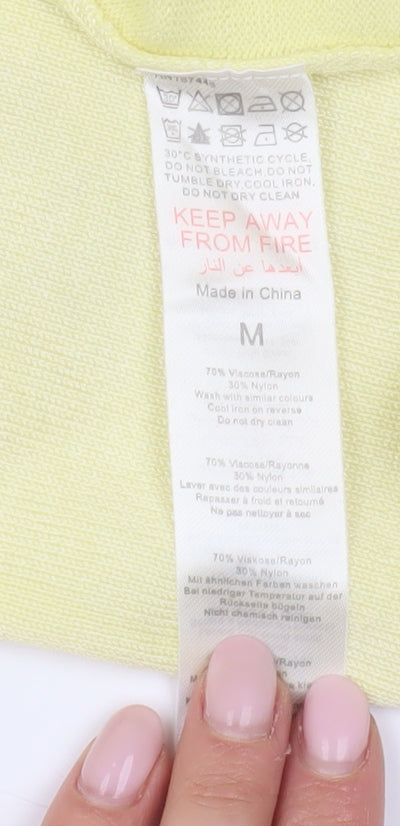 30°C SYNTHETIC CYCLE,
DO NOT BLEACH,DO NOT
TUMBLE DRY,COOL IRON,
DO NOT DRY CLEAN
KEEP AWAY
FROM FIRE
أبعدها عن النار
Made in China
M
70% Viscose/Rayon
30% Nylon
Wash with similar colours
Cool iron on reverse
Do not dry clean
70% Viscose/Rayonne
30% Nylon
Laver avec des couleurs similaires
Repasser à froid et retourné
Ne pas nettoyer à sec
70% Viskose/Rayon
30% Nylon
Mit ähnlichen Farben waschen
Bei niedriger Temperatur auf der
Rückseite bügeln
Nicht chemisch reinigen
/Rayon